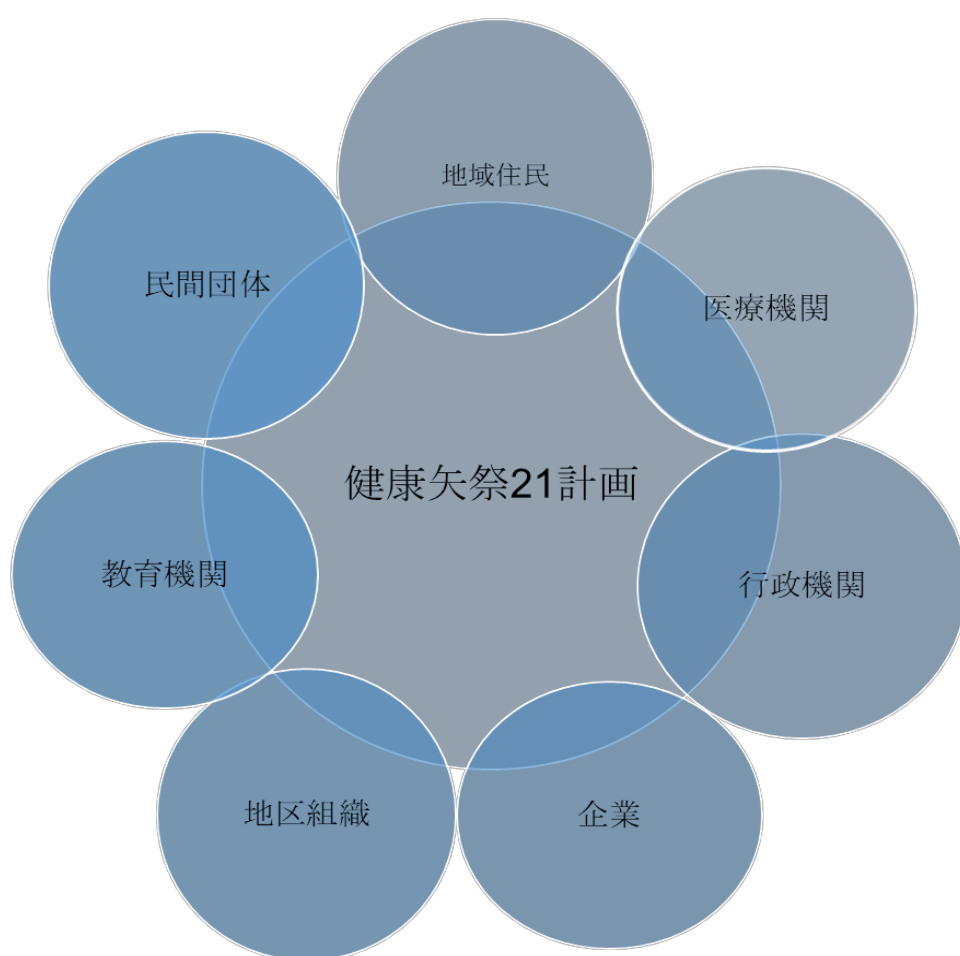 地域住民
民間団体
医療機関
健康矢祭21計画
教育機関
行政機関
地区組織
企業